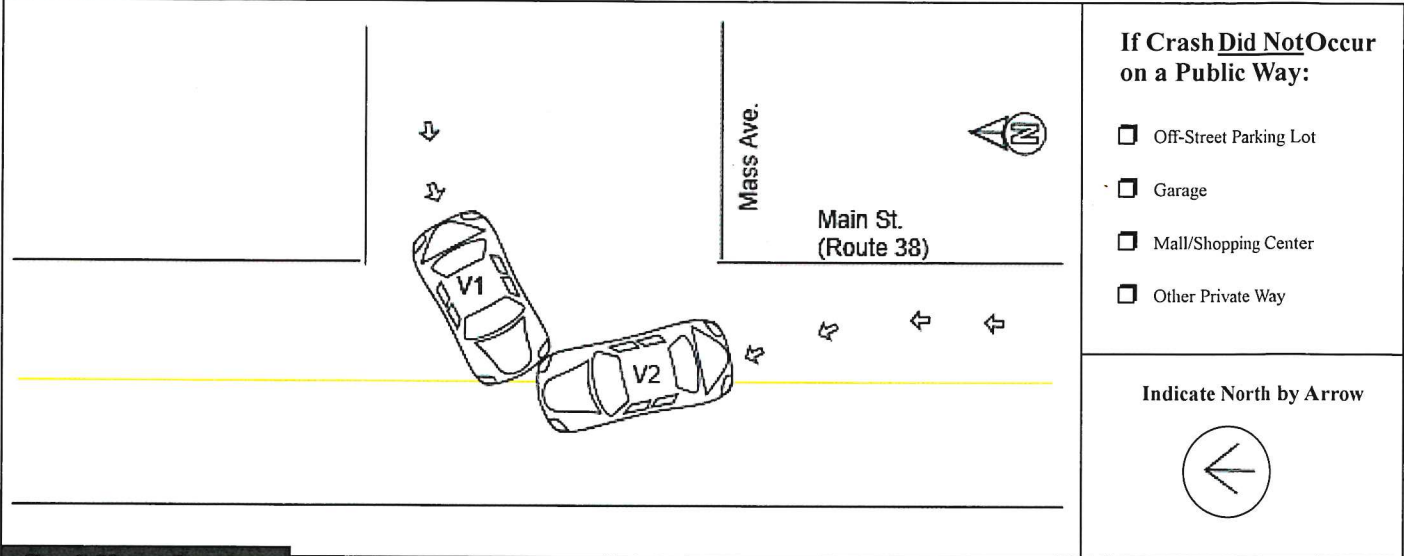 If Crash Did Not Occur
on a Public Way:
Off-Street Parking Lot
Garage
Mall/Shopping Center
Other Private Way
Indicate North by Arrow
Mass Ave.
N
Main St.
(Route 38)
V1
V2